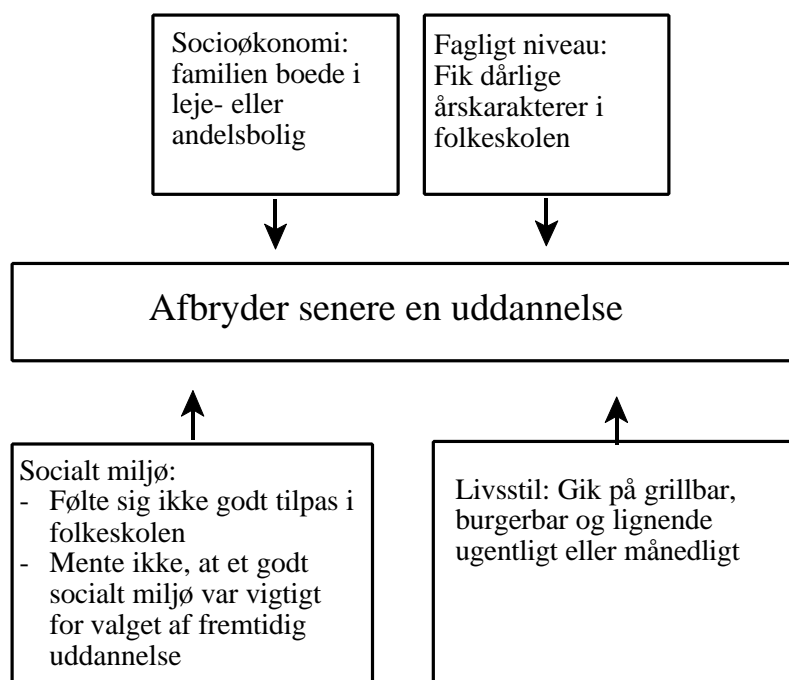 Socioøkonomi:
familien boede i
leje- eller
andelsbolig
Fagligt niveau:
Fik dårlige
årskarakterer i
folkeskolen
Afbryder senere en uddannelse
Socialt miljø:
- Følte sig ikke godt tilpas i
folkeskolen
- Mente ikke, at et godt
socialt miljø var vigtigt
for valget af fremtidig
uddannelse
Livsstil: Gik på grillbar,
burgerbar og lignende
ugentligt eller månedligt